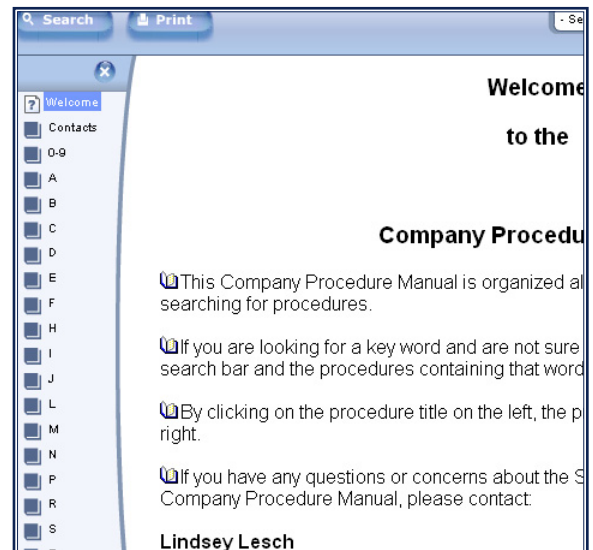 Search Print - Se
Welcome
Contacts
0-9
A
B
C
D
E
F
H
I
J
L
M
N
P
R
S
Welcome
to the
Company Procedu
This Company Procedure Manual is organized al
searching for procedures.
If you are looking for a key word and are not sure
search bar and the procedures containing that word
By clicking on the procedure title on the left, the p
right.
If you have any questions or concerns about the S
Company Procedure Manual, please contact:
Lindsey Lesch